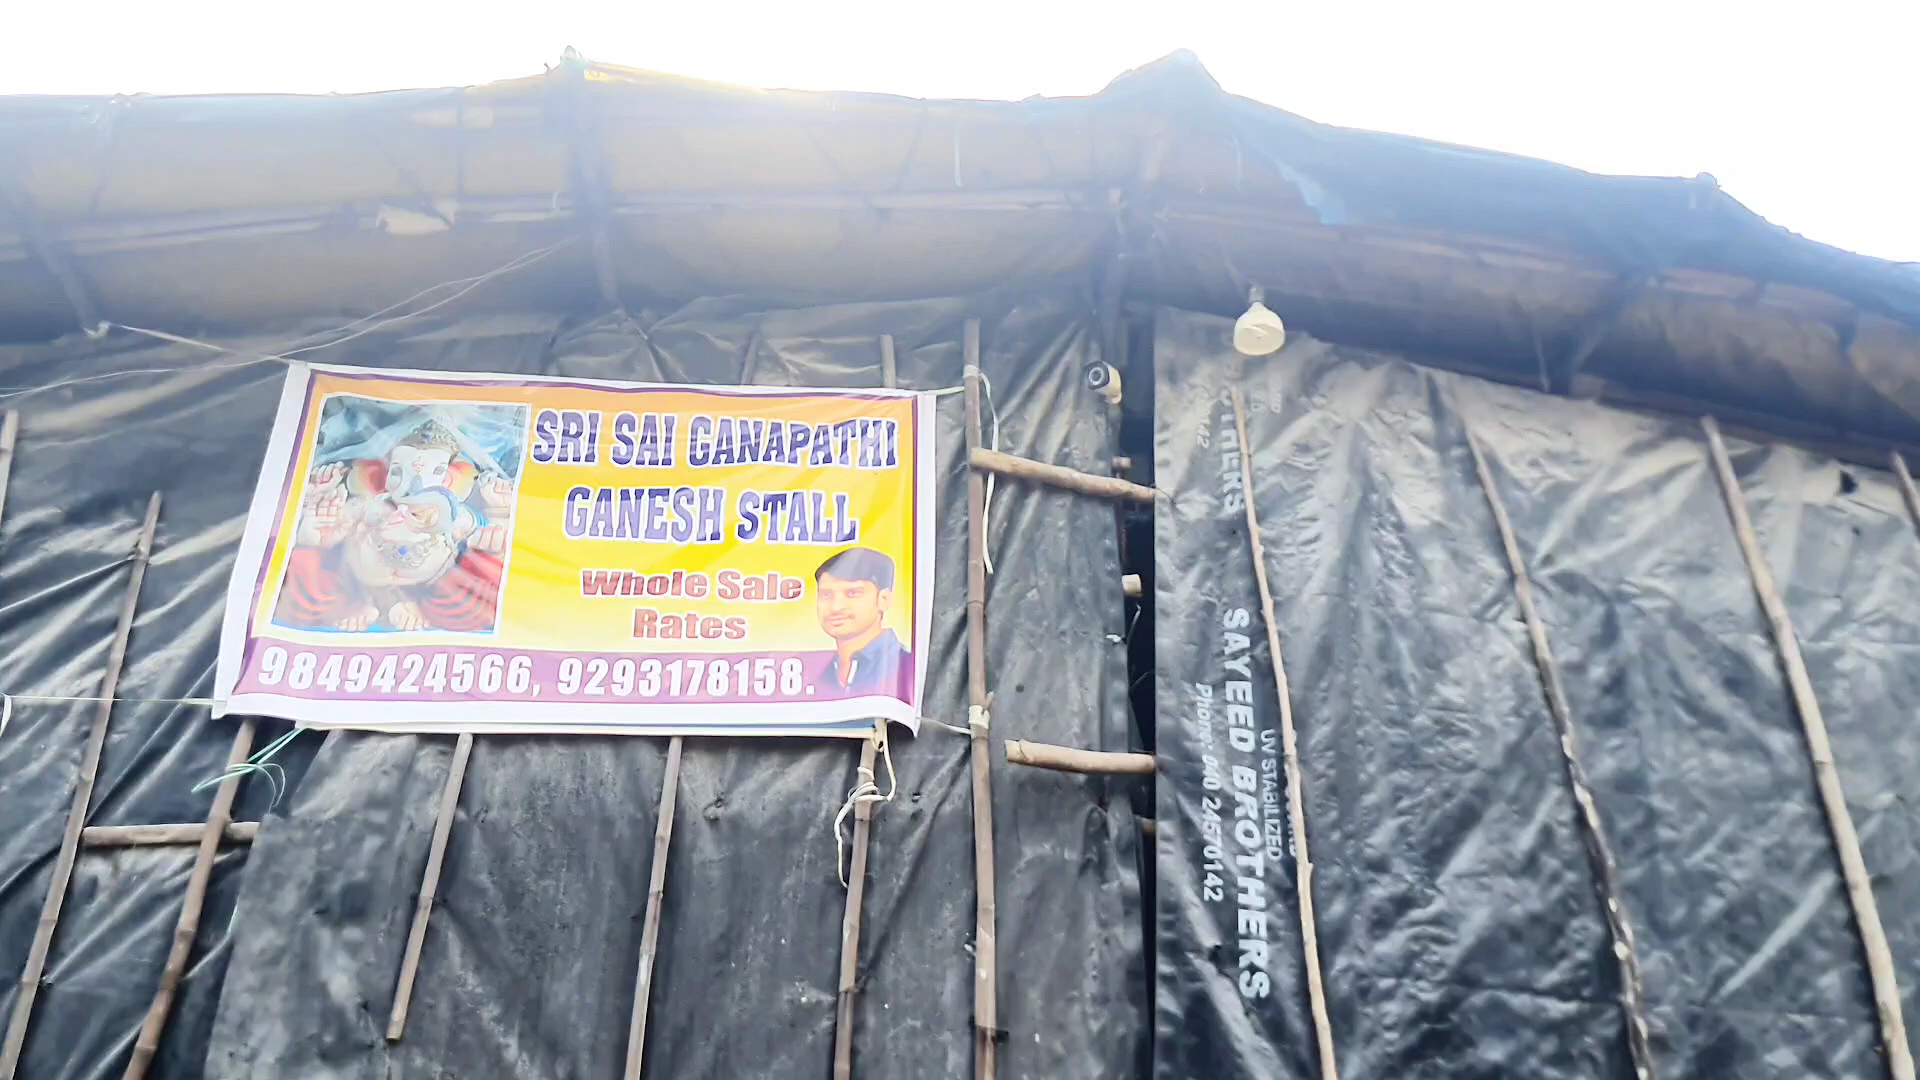 SRI SAI GANAPATHI
GANESH STALL
Whole Sale
Rates
9849424566, 9293178158.
SAYEED BROTHERS
UV STABILIZED
Phone: 040 24570142